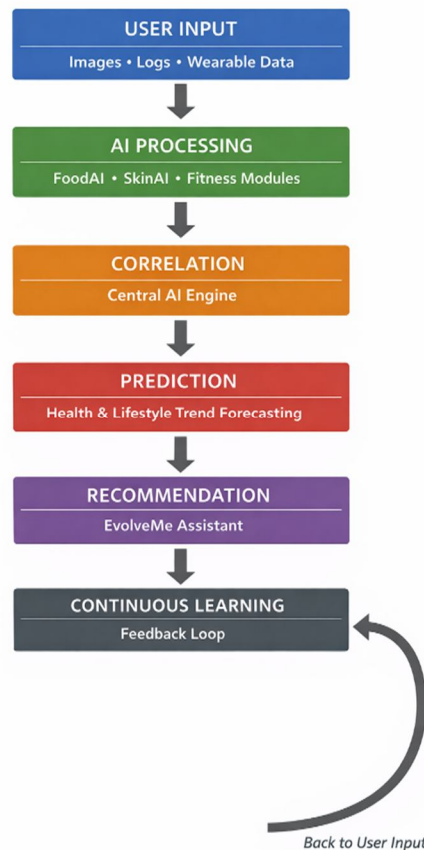 USER INPUT
Images • Logs • Wearable Data
AI PROCESSING
FoodAI • SkinAI • Fitness Modules
CORRELATION
Central AI Engine
PREDICTION
Health & Lifestyle Trend Forecasting
RECOMMENDATION
EvolveMe Assistant
CONTINUOUS LEARNING
Feedback Loop
Back to User Input